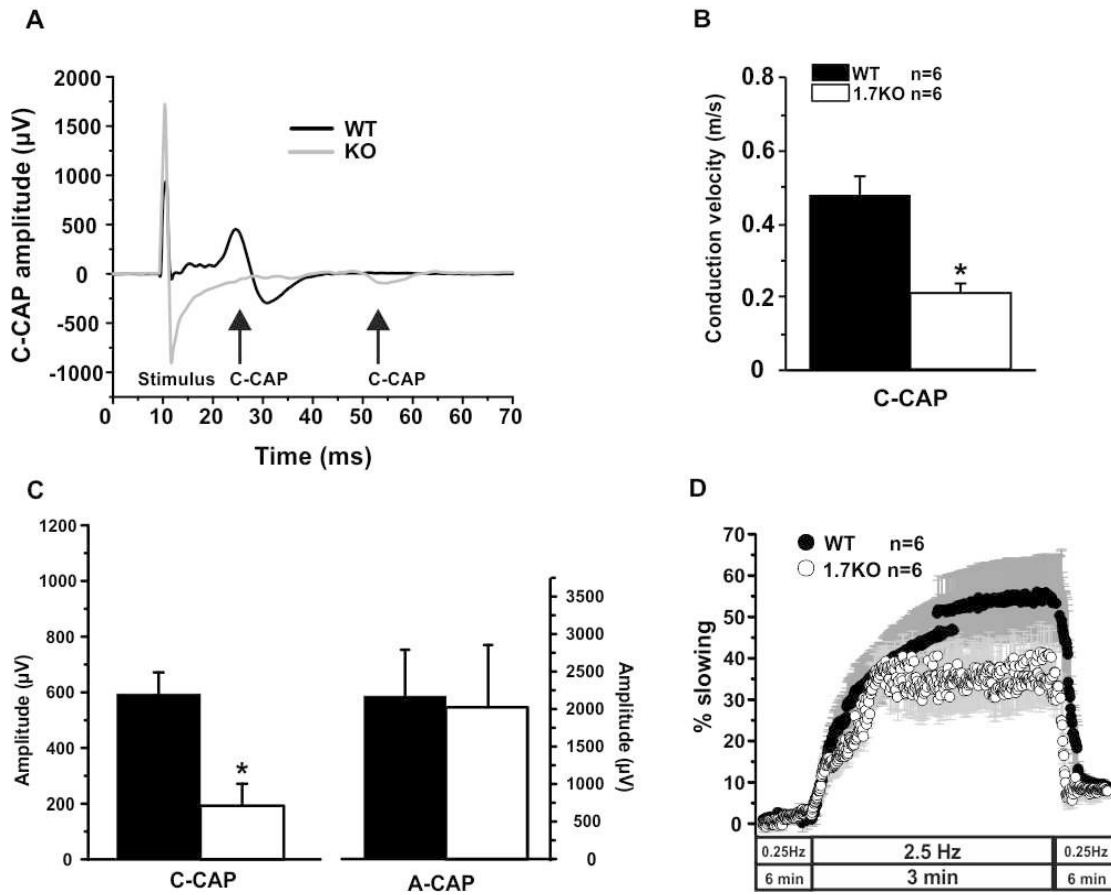 A
C-CAP amplitude (µV)
2000
1500
1000
500
0
-500
-1000
WT
KO
Stimulus C-CAP C-CAP
0 10 20 30 40 50 60 70
Time (ms)
B
Conduction velocity (m/s)
0.8
0.6
0.4
0.2
0
WT n=6
1.7KO n=6
*
C-CAP
C
Amplitude (µV)
1200
1000
800
600
400
200
0
*
C-CAP A-CAP
3500
3000
2500
2000
1500
1000
500
0
Amplitude (µV)
D
% slowing
70
60
50
40
30
20
10
0
WT n=6
1.7KO n=6
0.25Hz 2.5 Hz 0.25Hz
6 min 3 min 6 min